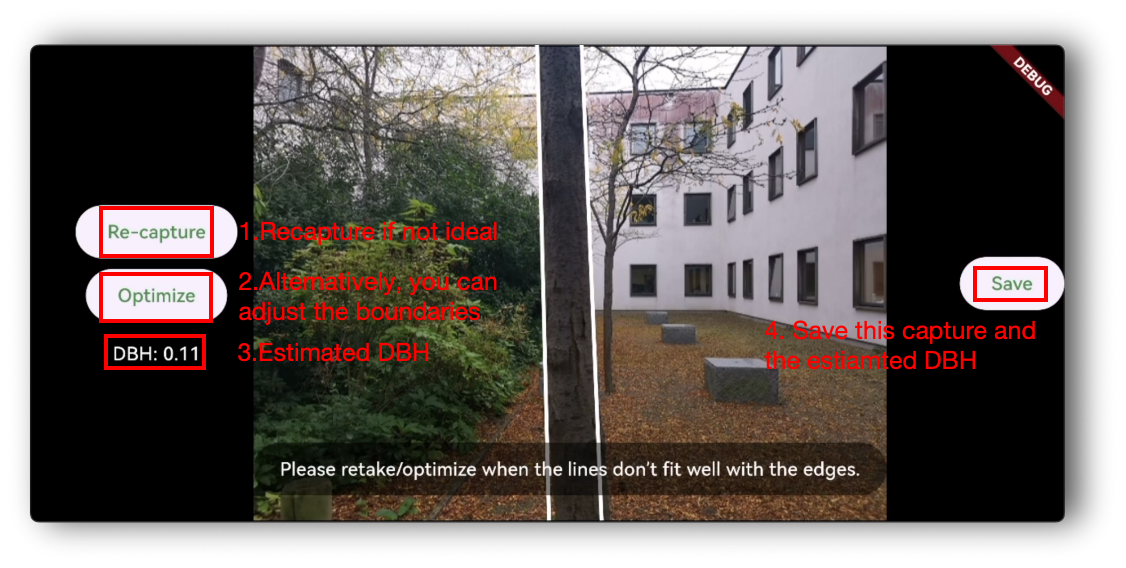 DEBUG
Re-capture
1.Recapture if not ideal
Optimize
2.Alternatively, you can
adjust the boundaries
DBH: 0.11
3.Estimated DBH
Save
4. Save this capture and
the estiamted DBH
Please retake/optimize when the lines don't fit well with the edges.